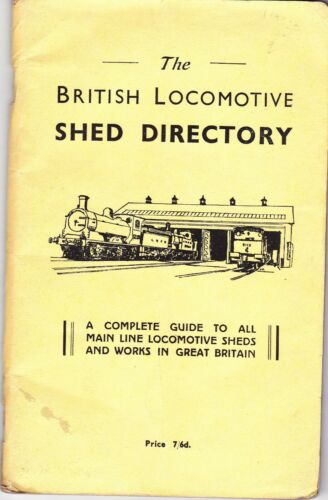 The
BRITISH LOCOMOTIVE
SHED DIRECTORY
A COMPLETE GUIDE TO ALL
MAIN LINE LOCOMOTIVE SHEDS
AND WORKS IN GREAT BRITAIN
Price 7/6d.